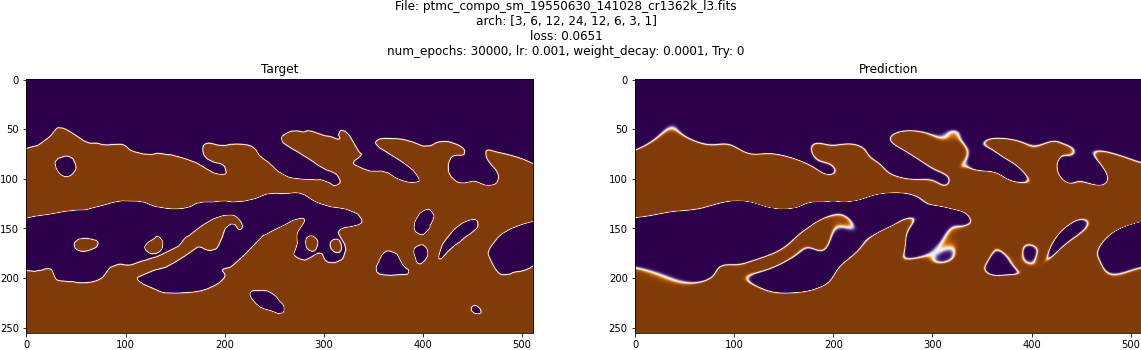 File: ptmc_compo_sm_19550630_141028_cr1362k_l3.fits
arch: [3, 6, 12, 24, 12, 6, 3, 1]
loss: 0.0651
num_epochs: 30000, lr: 0.001, weight_decay: 0.0001, Try: 0
Target
0
50
100
150
200
250
0 100 200 300 400 500
Prediction
0
50
100
150
200
250
0 100 200 300 400 500